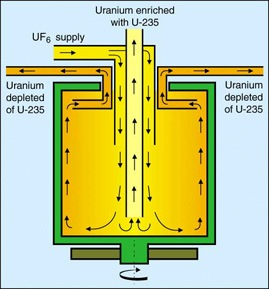 Uranium enriched
with U-235
UF6 supply
Uranium
depleted
of U-235
Uranium
depleted
of U-235